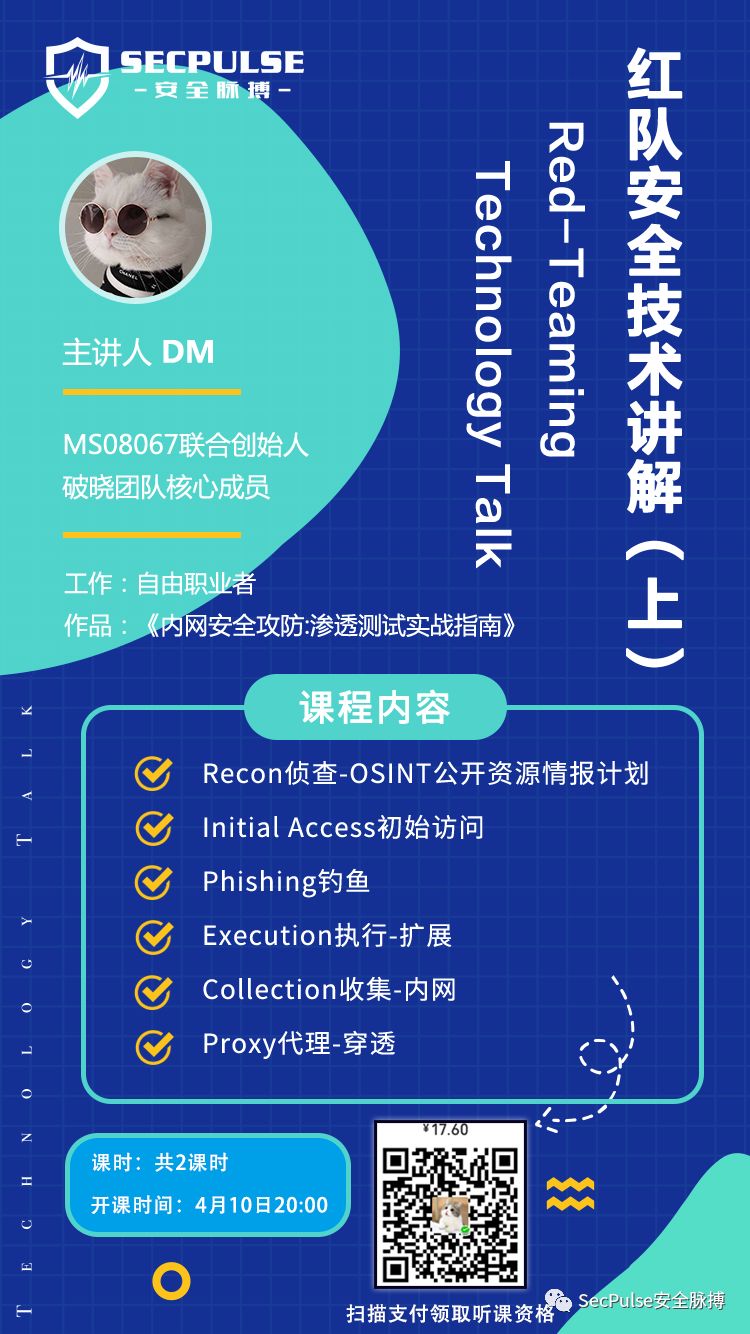 SECPULSE
-安全脉搏-
红队安全技术讲解（上）
Red-Teaming
Technology Talk
CHANEL
主讲人 DM
MS08067联合创始人
破晓团队核心成员
工作：自由职业者
作品：《内网安全攻防:渗透测试实战指南》
课程内容
Recon侦查-OSINT公开资源情报计划
Initial Access初始访问
Phishing钓鱼
Execution执行-扩展
Collection收集-内网
Proxy代理-穿透
TECHNOLOGY TALK
课时：共2课时
开课时间：4月10日20:00
¥17.60
扫描支付领取听课资格
SecPulse安全脉搏